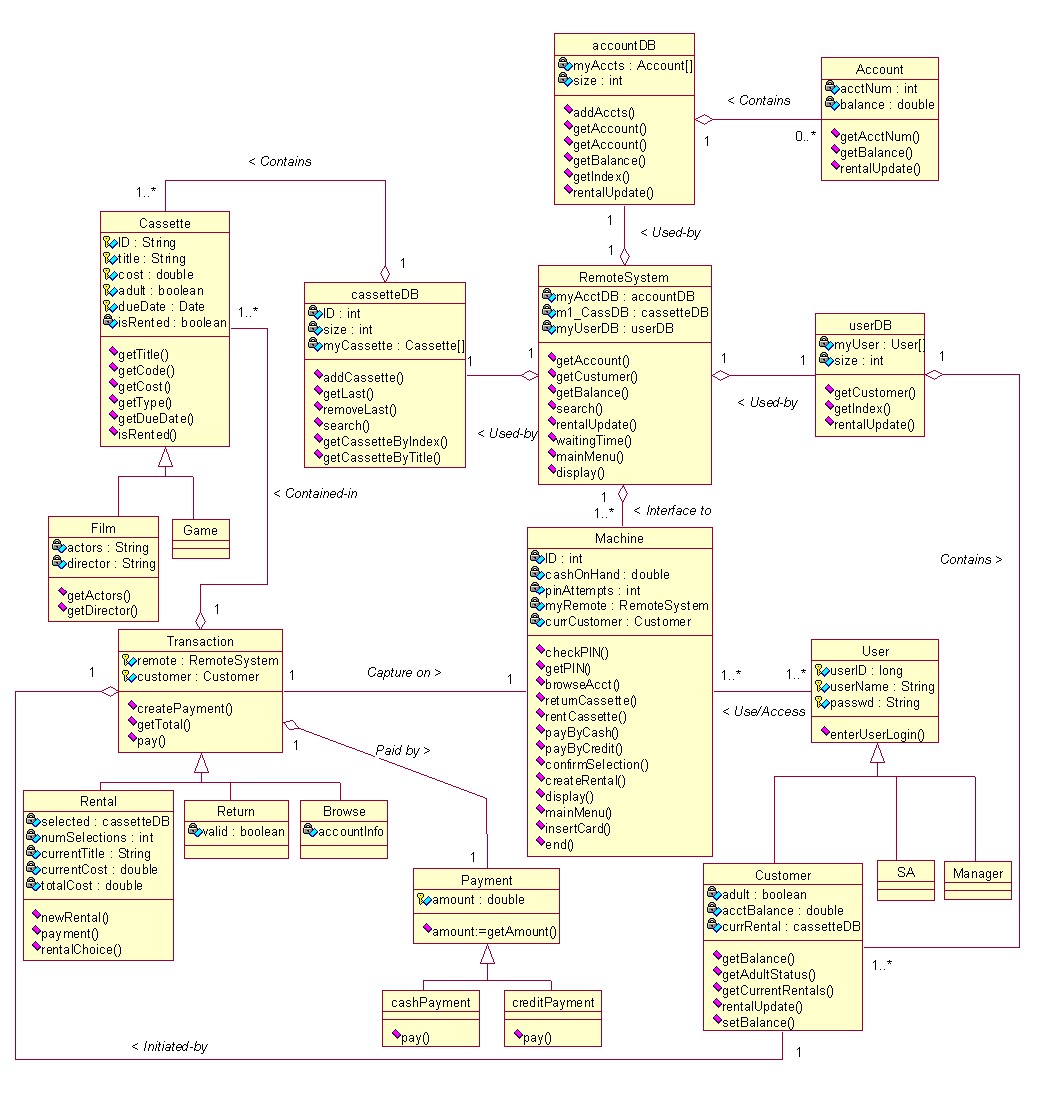 accountDB
myAccts : Account[]
size : int
addAccts()
getAccount()
getAccount()
getBalance()
getIndex()
rentalUpdate()
Account
acctNum : int
balance : double
getAcctNum()
getBalance()
rentalUpdate()
< Contains
1
0..*
< Contains
1..*
1
1
< Used-by
1
Cassette
ID : String
title : String
cost : double
adult : boolean
dueDate : Date
isRented : boolean
getTitle()
getCode()
getCost()
getType()
getDueDate()
isRented()
1..*
cassetteDB
ID : int
size : int
myCassette : Cassette[]
addCassette()
getLast()
removeLast()
search()
getCassetteByIndex()
getCassetteByTitle()
1
1
< Used-by
RemoteSystem
myAcctDB : accountDB
m1_CassDB : cassetteDB
myUserDB : userDB
getAccount()
getCustumer()
getBalance()
search()
rentalUpdate()
waitingTime()
mainMenu()
display()
1
1
< Used-by
userDB
myUser : User[]
size : int
getCustomer()
getIndex()
rentalUpdate()
1
1
1..*
< Interface to
< Contained-in
Film
actors : String
director : String
getActors()
getDirector()
Game
Contains >
Machine
ID : int
cashOnHand : double
pinAttempts : int
myRemote : RemoteSystem
currCustomer : Customer
checkPIN()
getPIN()
browseAcct()
returnCassette()
rentCassette()
payByCash()
payByCredit()
confirmSelection()
createRental()
display()
mainMenu()
insertCard()
end()
1
Transaction
remote : RemoteSystem
customer : Customer
createPayment()
getTotal()
pay()
1
1
Capture on >
1
1
Paid by >
1
1..*
1..*
< Use/Access
User
userID : long
userName : String
passwd : String
enterUserLogin()
Rental
selected : cassetteDB
numSelections : int
currentTitle : String
currentCost : double
totalCost : double
newRental()
payment()
rentalChoice()
Return
valid : boolean
Browse
accountInfo
Payment
amount : double
amount:=getAmount()
cashPayment
pay()
creditPayment
pay()
Customer
adult : boolean
acctBalance : double
currRental : cassetteDB
getBalance()
getAdultStatus()
getCurrentRentals()
rentalUpdate()
setBalance()
SA
Manager
1..*
< Initiated-by
1